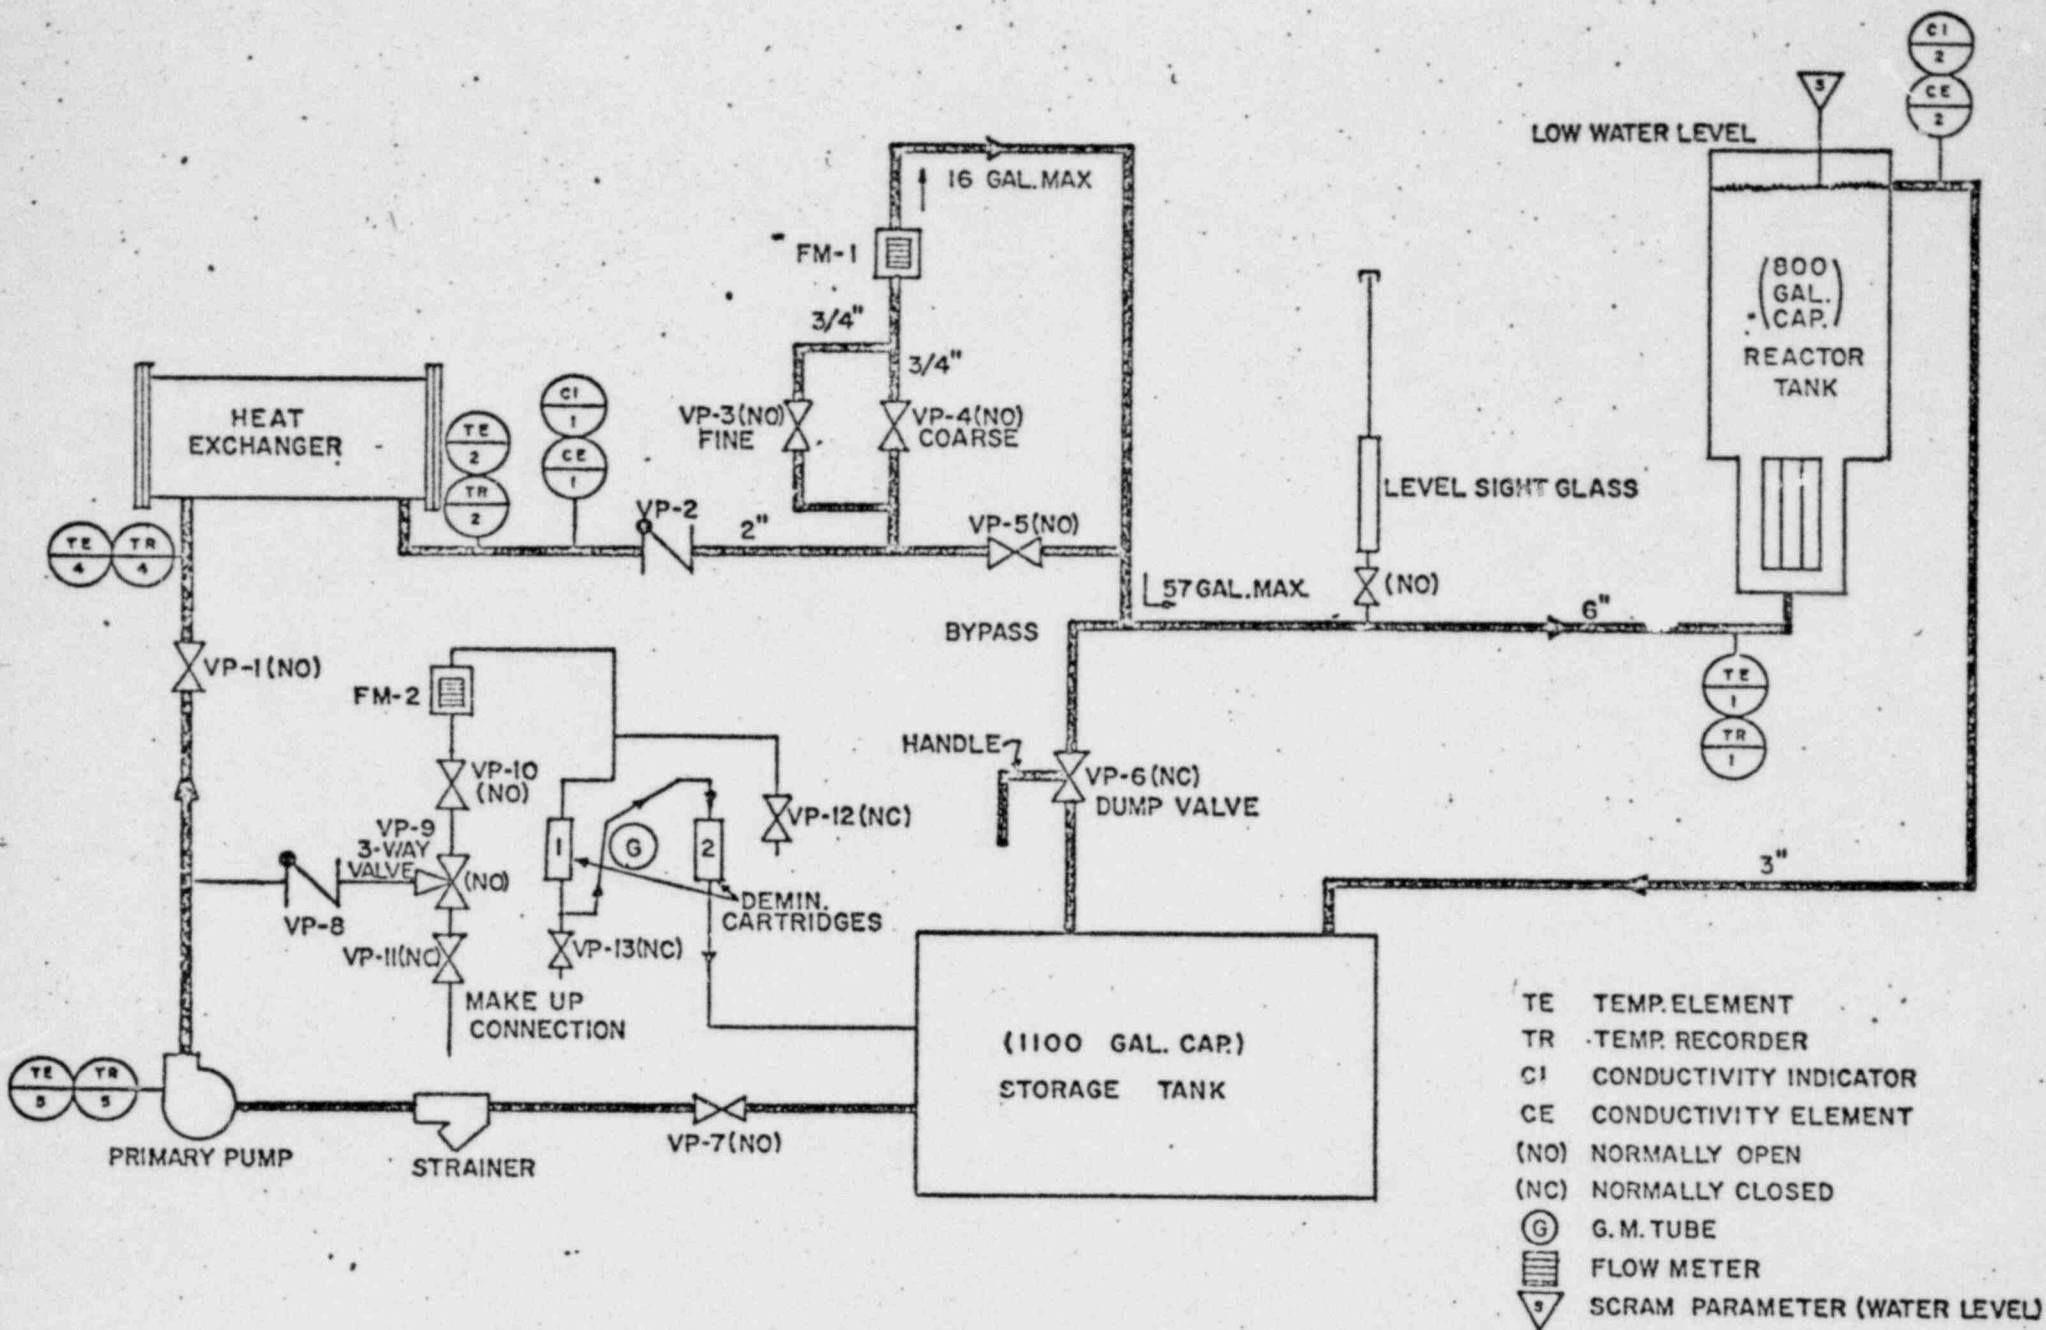 CI
2
CE
2
S
LOW WATER LEVEL
16 GAL. MAX
FM-1
(800
GAL.
CAP.)
REACTOR
TANK
3/4"
3/4"
HEAT
EXCHANGER
TE
2
TR
2
CI
1
CE
1
VP-3(NO)
FINE
VP-4(NO)
COARSE
LEVEL SIGHT GLASS
VP-2
2"
VP-5(NO)
TE
4
TR
4
57 GAL. MAX.
(NO)
6"
BYPASS
VP-1(NO)
FM-2
TE
1
TR
1
HANDLE
VP-6(NC)
DUMP VALVE
VP-10
(NO)
VP-12(NC)
VP-9
3-WAY
VALVE
(NO)
1
G
2
3"
VP-8
DEMIN.
CARTRIDGES
VP-11(NC)
VP-13(NC)
MAKE UP
CONNECTION
(1100 GAL. CAP.)
STORAGE TANK
TE
5
TR
5
PRIMARY PUMP
STRAINER
VP-7(NO)
TE TEMP. ELEMENT
TR TEMP. RECORDER
CI CONDUCTIVITY INDICATOR
CE CONDUCTIVITY ELEMENT
(NO) NORMALLY OPEN
(NC) NORMALLY CLOSED
G G.M. TUBE
FLOW METER
S SCRAM PARAMETER (WATER LEVEL)